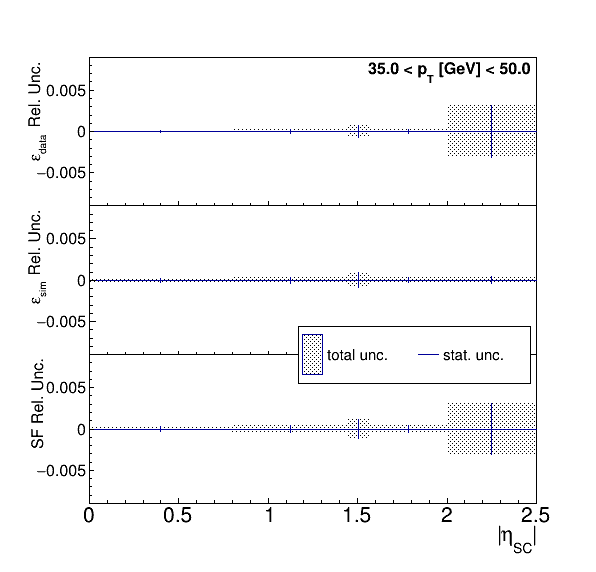 35.0 < p_T [GeV] < 50.0
ε_data Rel. Unc.
0.005
0
−0.005
ε_sim Rel. Unc.
0.005
0
−0.005
total unc. stat. unc.
SF Rel. Unc.
0.005
0
−0.005
0 0.5 1 1.5 2 2.5
|η_SC|